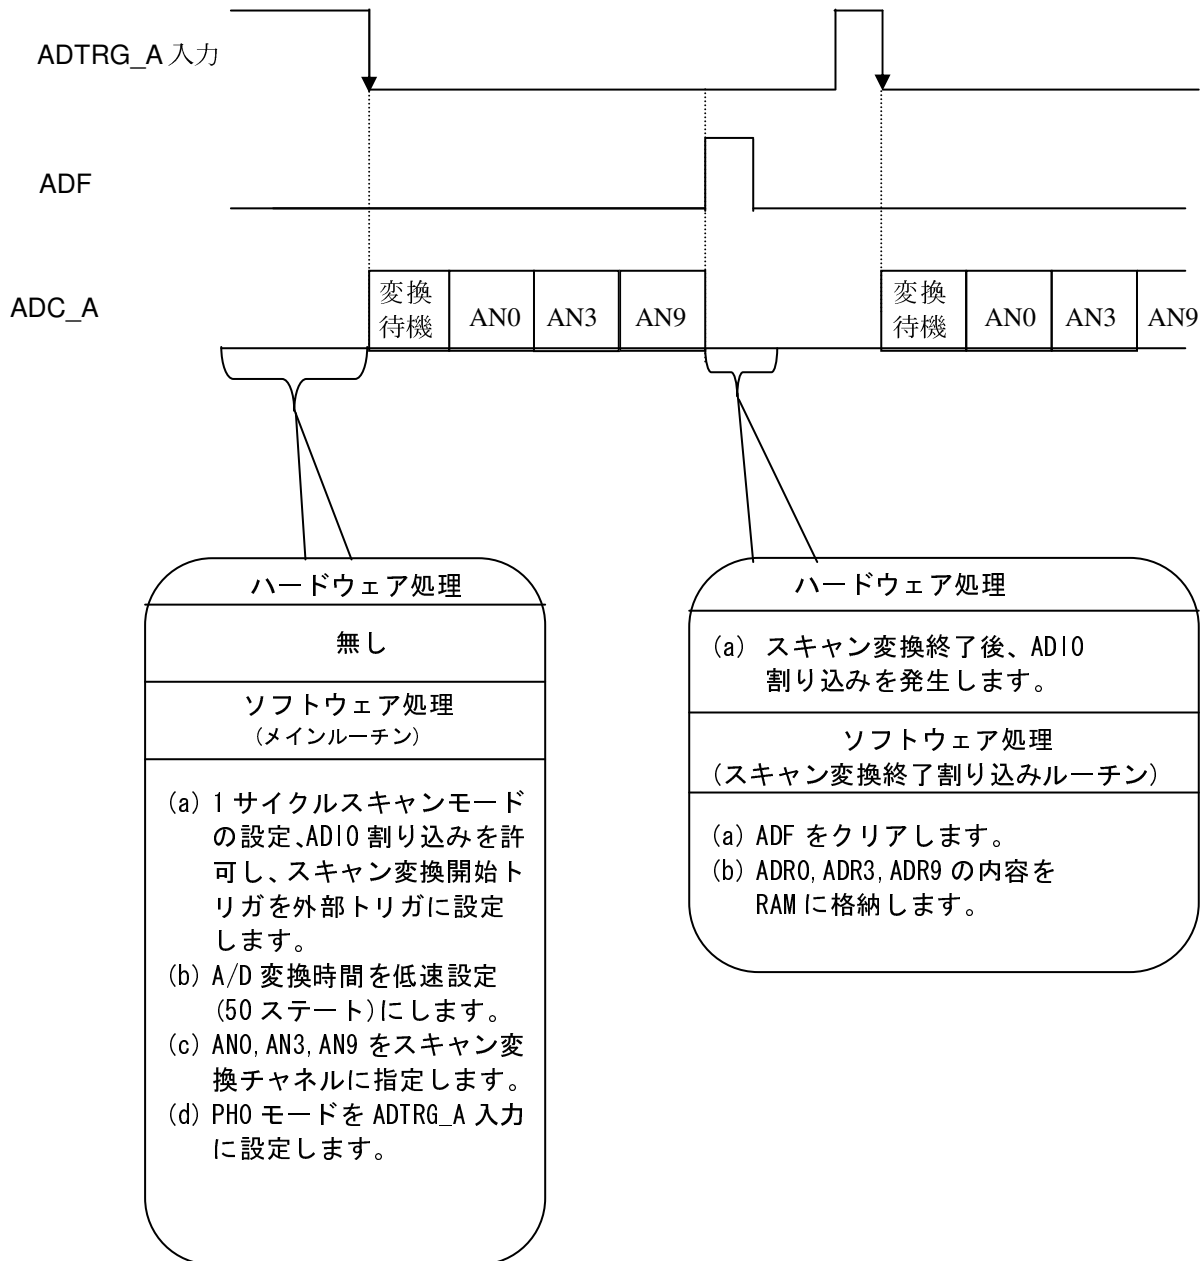 ADTRG_A 入力
ADF
ADC_A
変換
待機
AN0
AN3
AN9
変換
待機
AN0
AN3
AN9
ハードウェア処理
無し
ソフトウェア処理
(メインルーチン)
(a) 1 サイクルスキャンモード
の設定、ADI0 割り込みを許
可し、スキャン変換開始ト
リガを外部トリガに設定
します。
(b) A/D 変換時間を低速設定
(50 ステート)にします。
(c) AN0, AN3, AN9 をスキャン変
換チャネルに指定します。
(d) PH0 モードを ADTRG_A 入力
に設定します。
ハードウェア処理
(a) スキャン変換終了後、ADI0
割り込みを発生します。
ソフトウェア処理
(スキャン変換終了割り込みルーチン)
(a) ADF をクリアします。
(b) ADR0, ADR3, ADR9 の内容を
RAM に格納します。